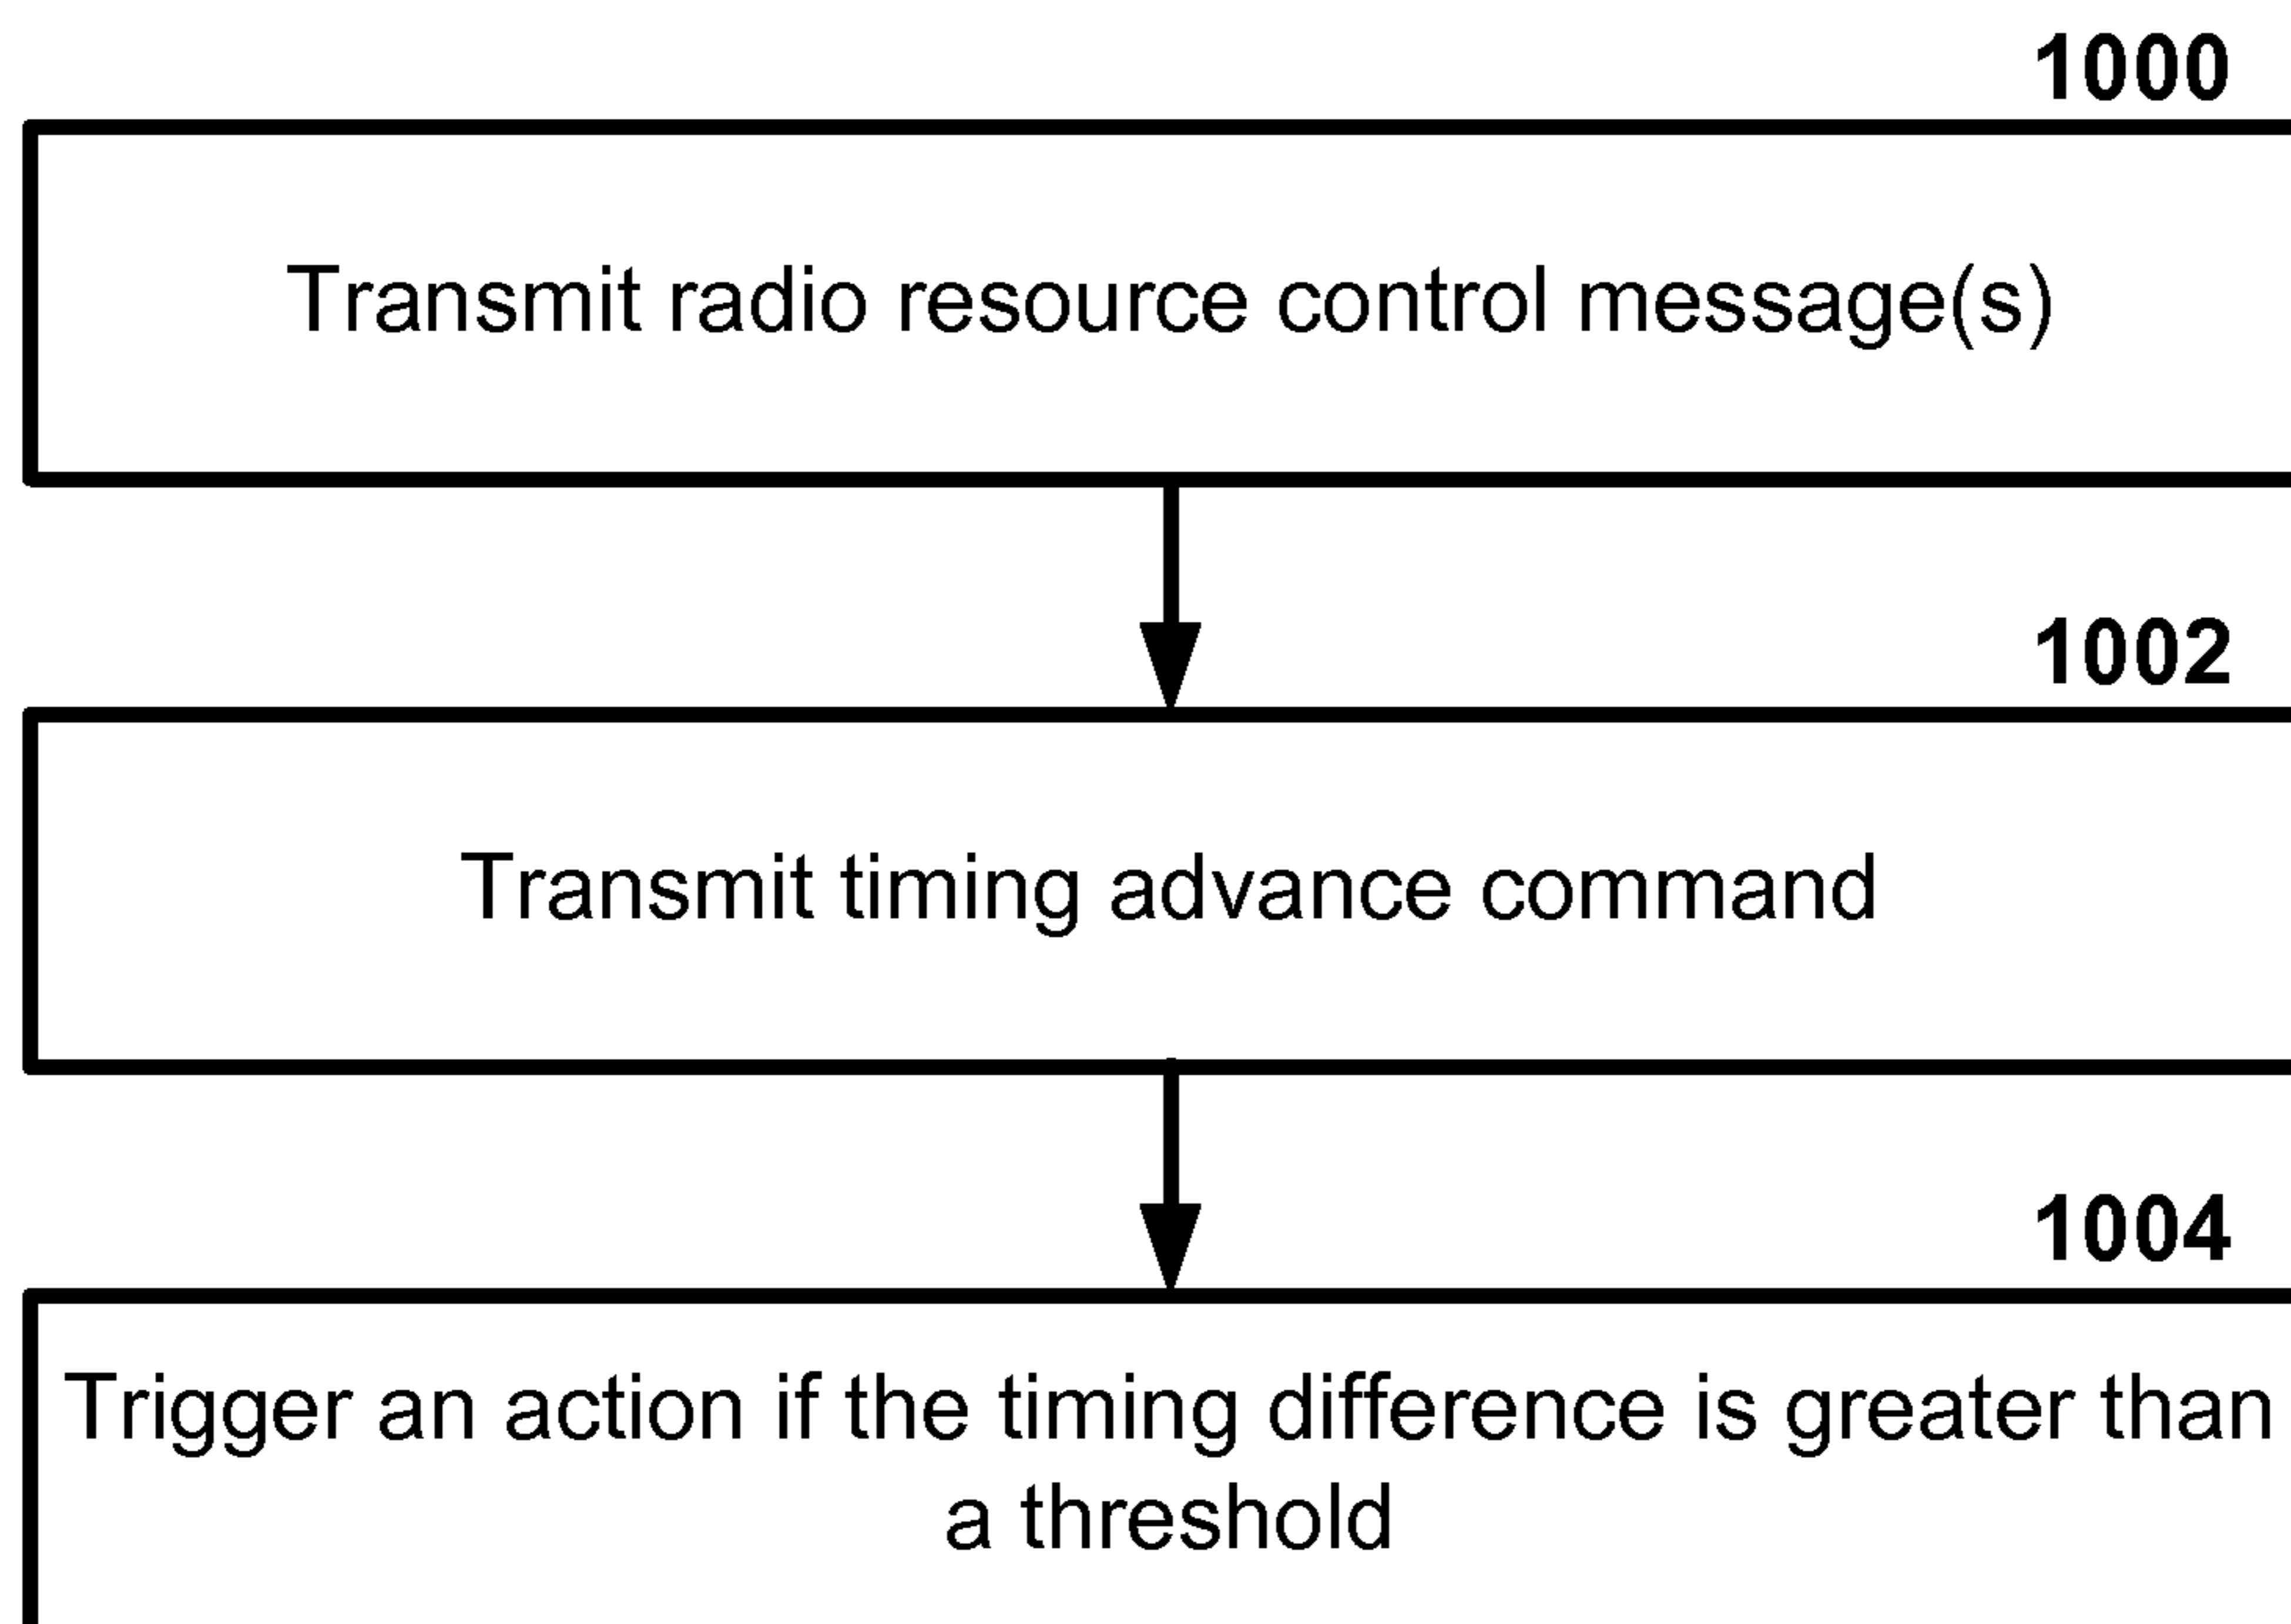 1000
Transmit radio resource control message(s)
1002
Transmit timing advance command
1004
Trigger an action if the timing difference is greater than
a threshold